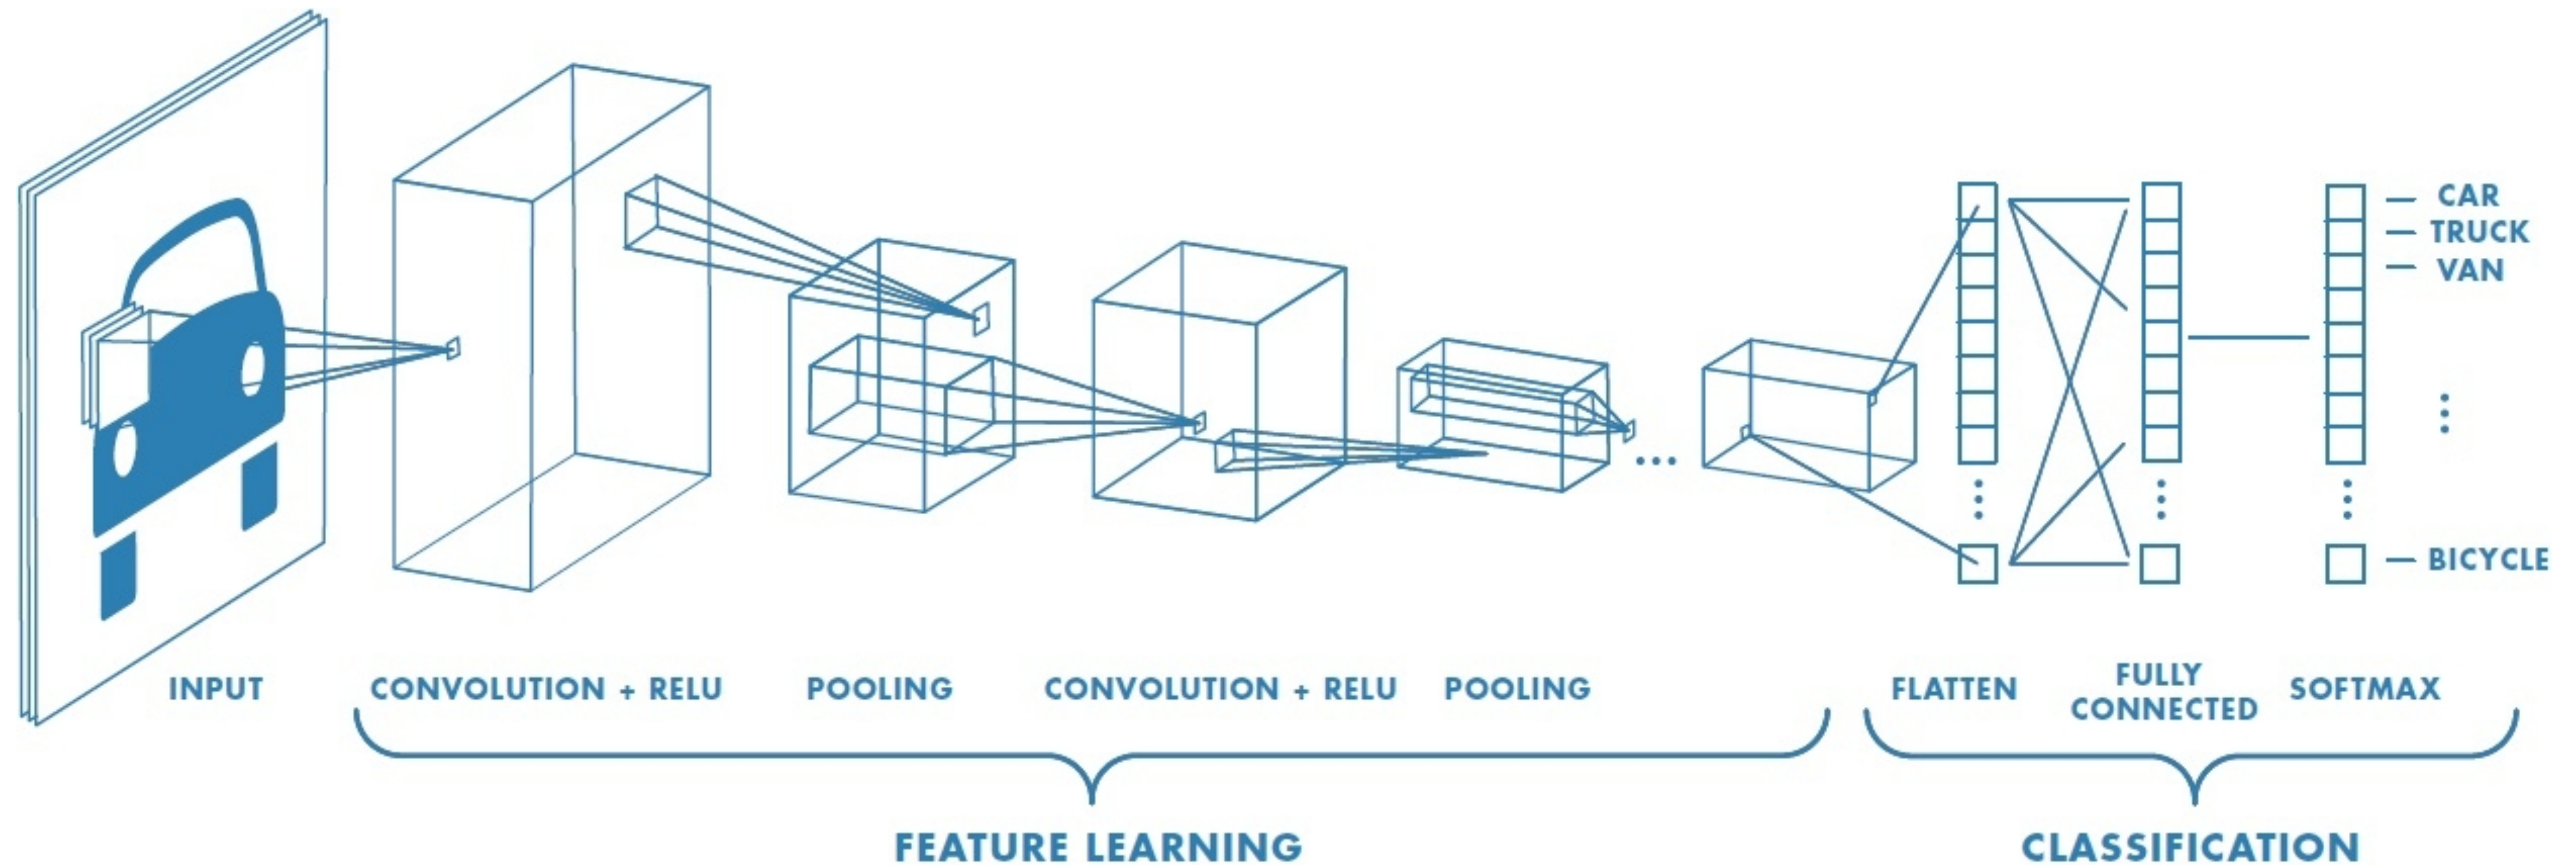 CAR
TRUCK
VAN
BICYCLE
INPUT
CONVOLUTION + RELU
POOLING
CONVOLUTION + RELU
POOLING
FLATTEN
FULLY
CONNECTED
SOFTMAX
FEATURE LEARNING
CLASSIFICATION